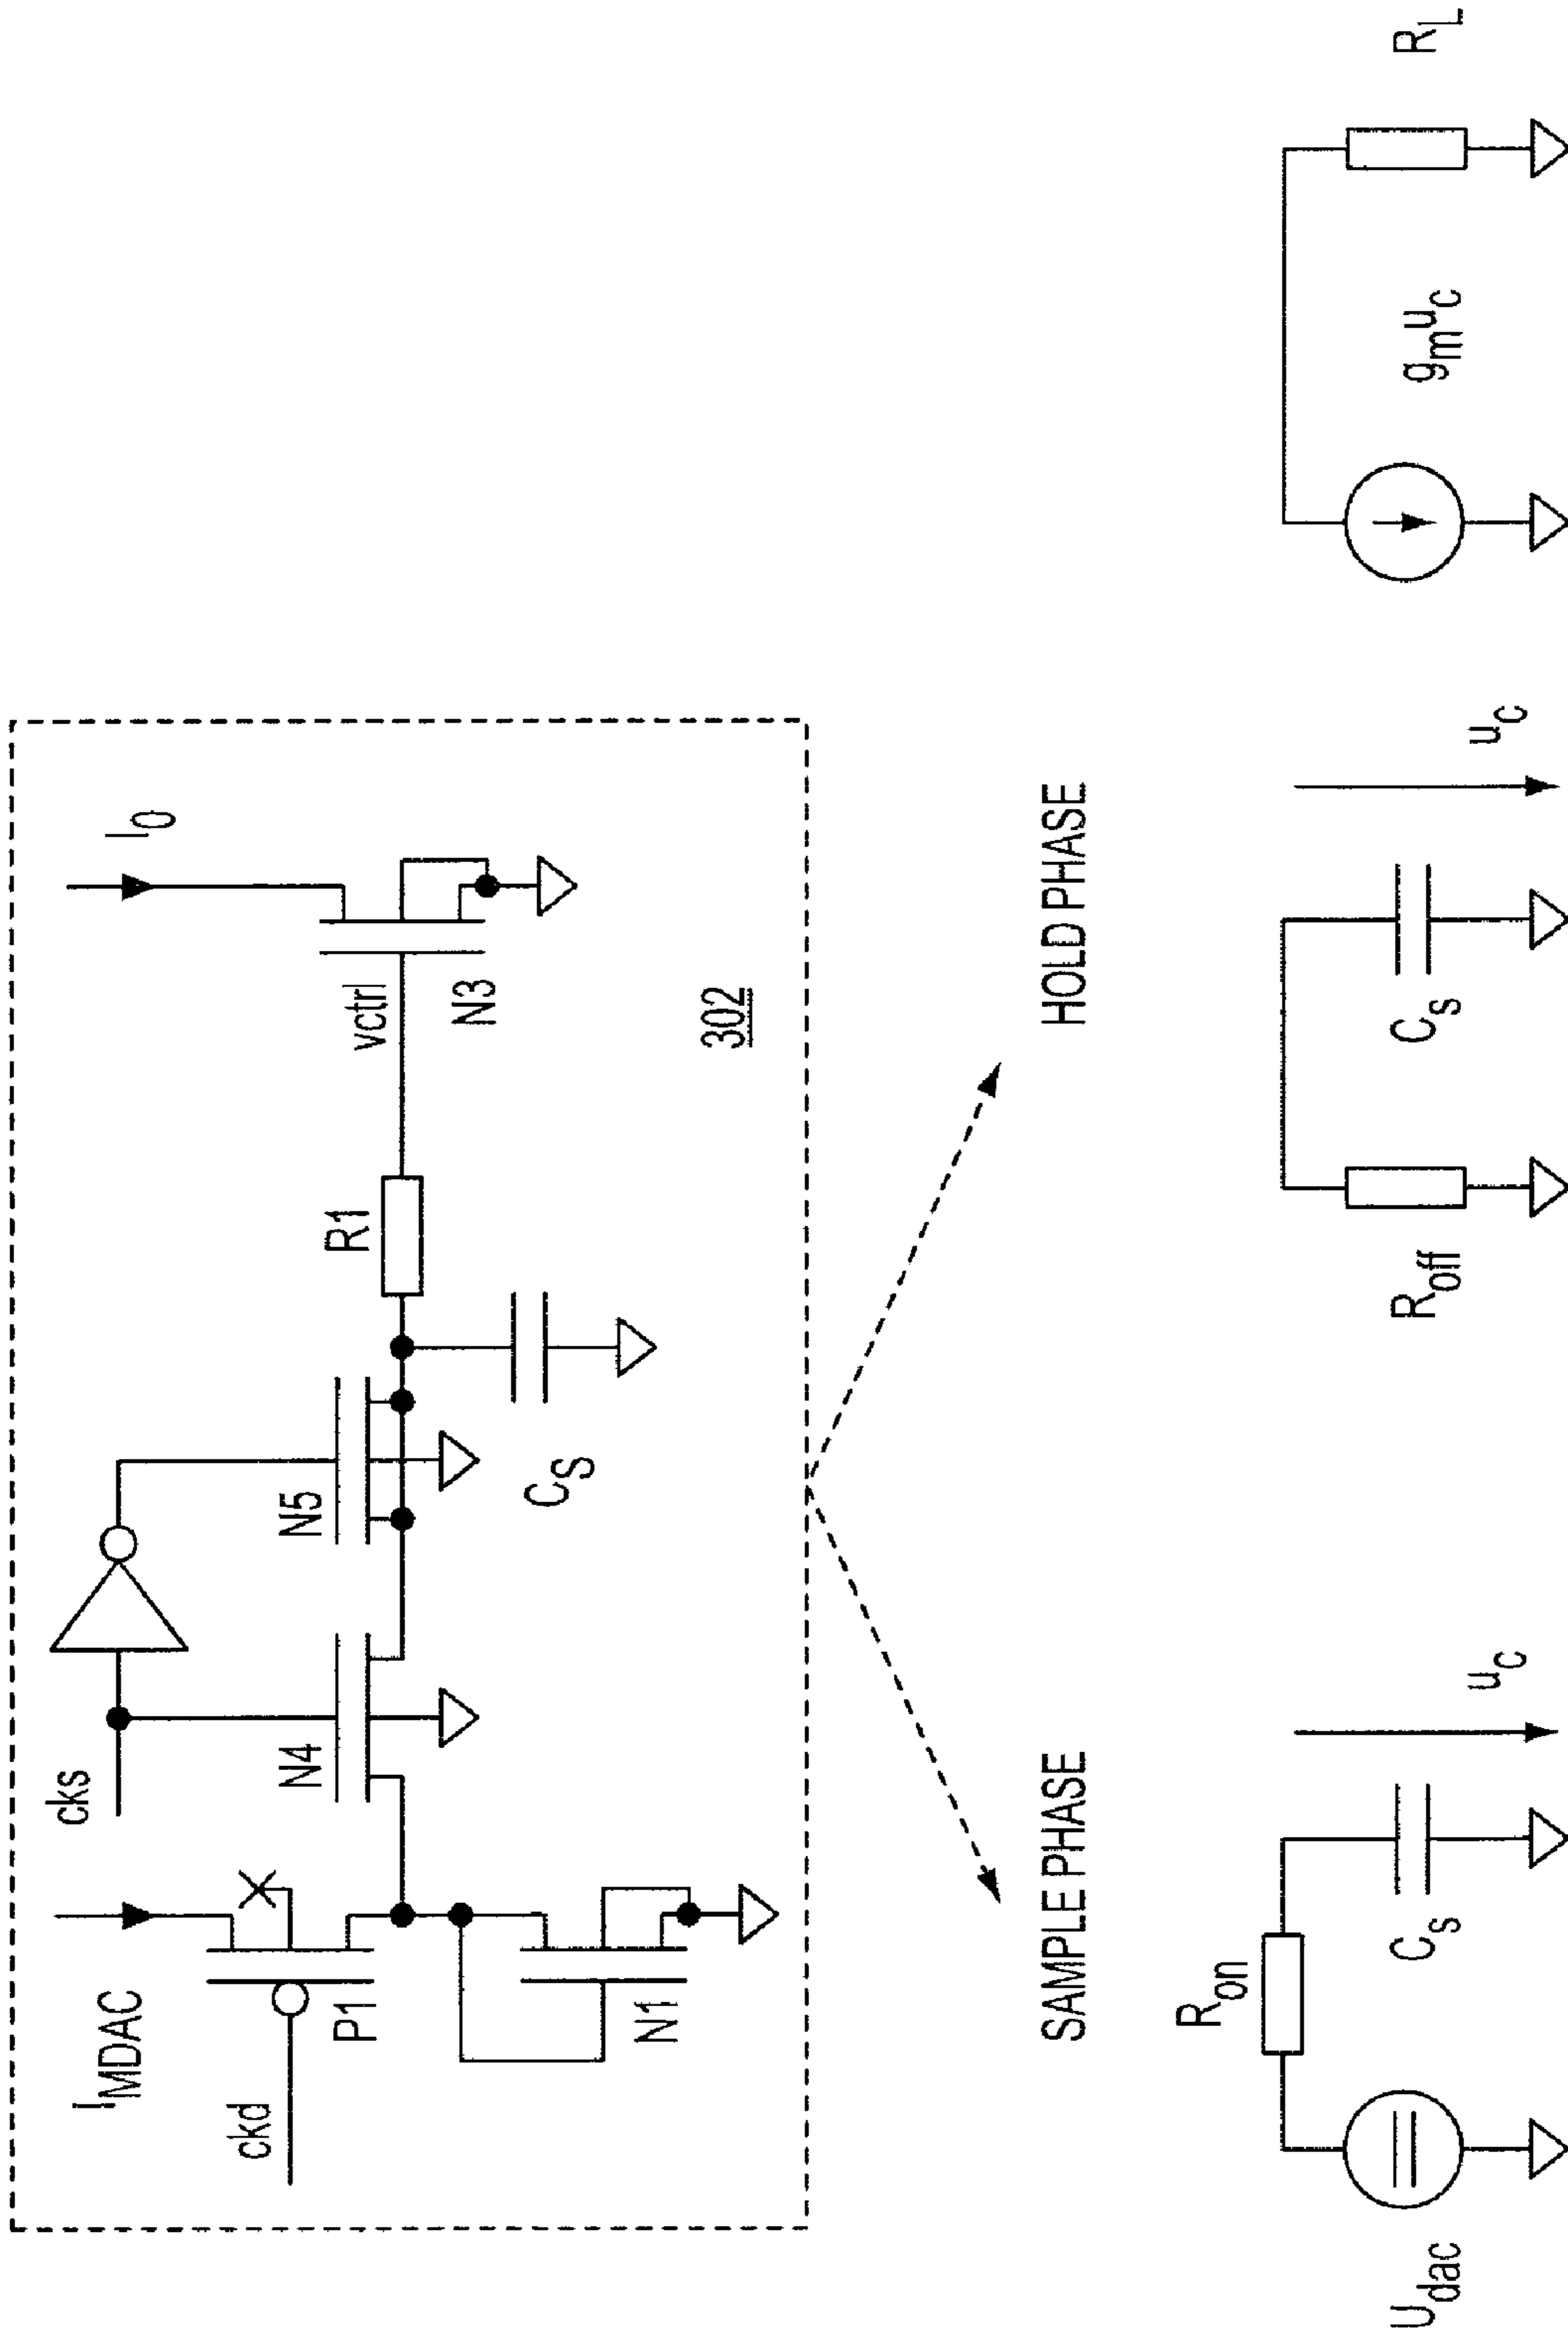 I_MDAC
ckd
P1
N1
cks
N4
N5
C_S
R1
vctrl
N3
I_0
302
SAMPLE PHASE
HOLD PHASE
U_dac
R_on
C_s
u_c
R_off
C_s
u_c
g_m u_c
R_L